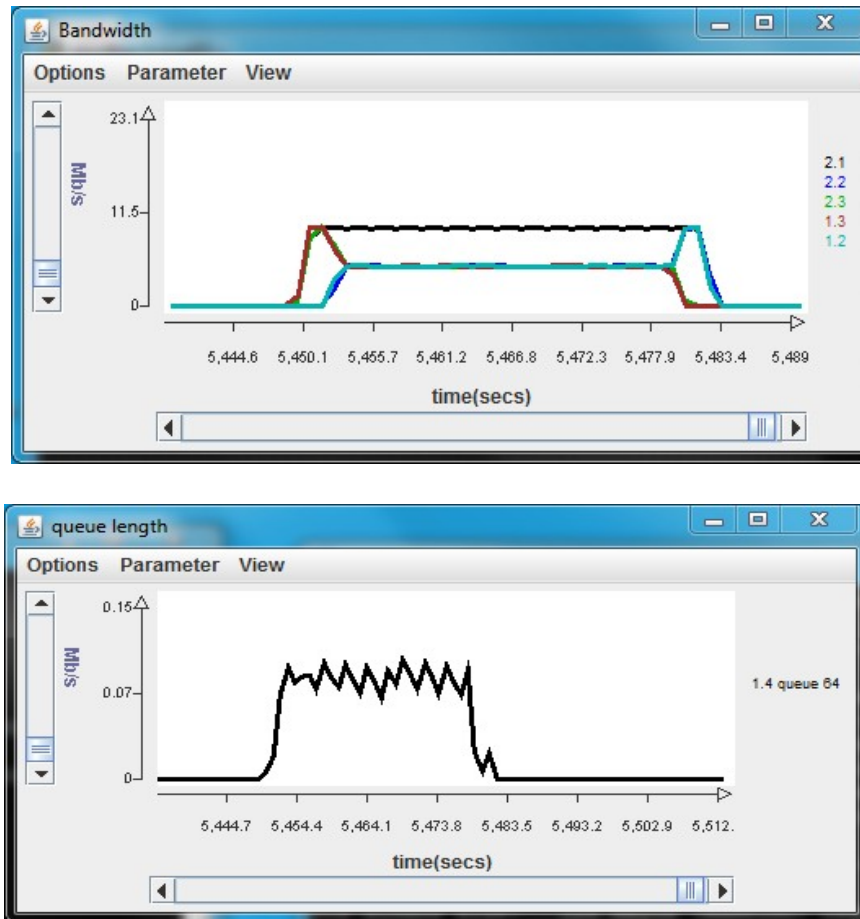 Bandwidth
Options Parameter View
23.1
Mb/s
11.5
0
2.1
2.2
2.3
1.3
1.2
5,444.6 5,450.1 5,455.7 5,461.2 5,466.8 5,472.3 5,477.9 5,483.4 5,489
time(secs)
queue length
Options Parameter View
0.15
Mb/s
0.07
0
1.4 queue 64
5,444.7 5,454.4 5,464.1 5,473.8 5,483.5 5,493.2 5,502.9 5,512.
time(secs)